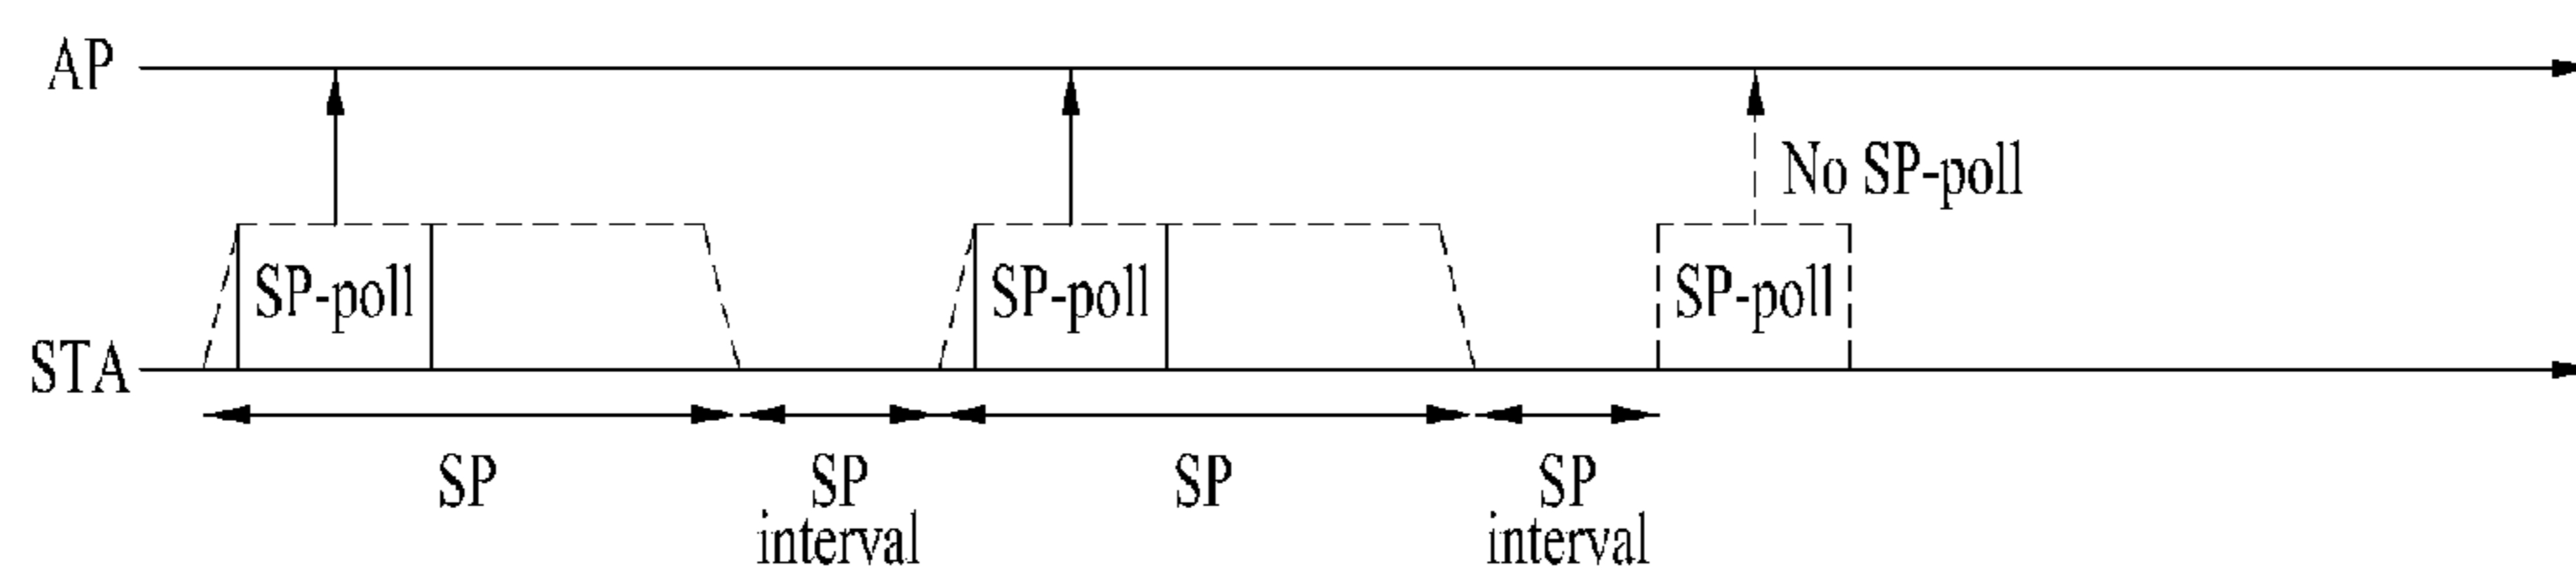 AP
No SP-poll
SP-poll
SP-poll
SP-poll
STA
SP
SP
interval
SP
SP
interval